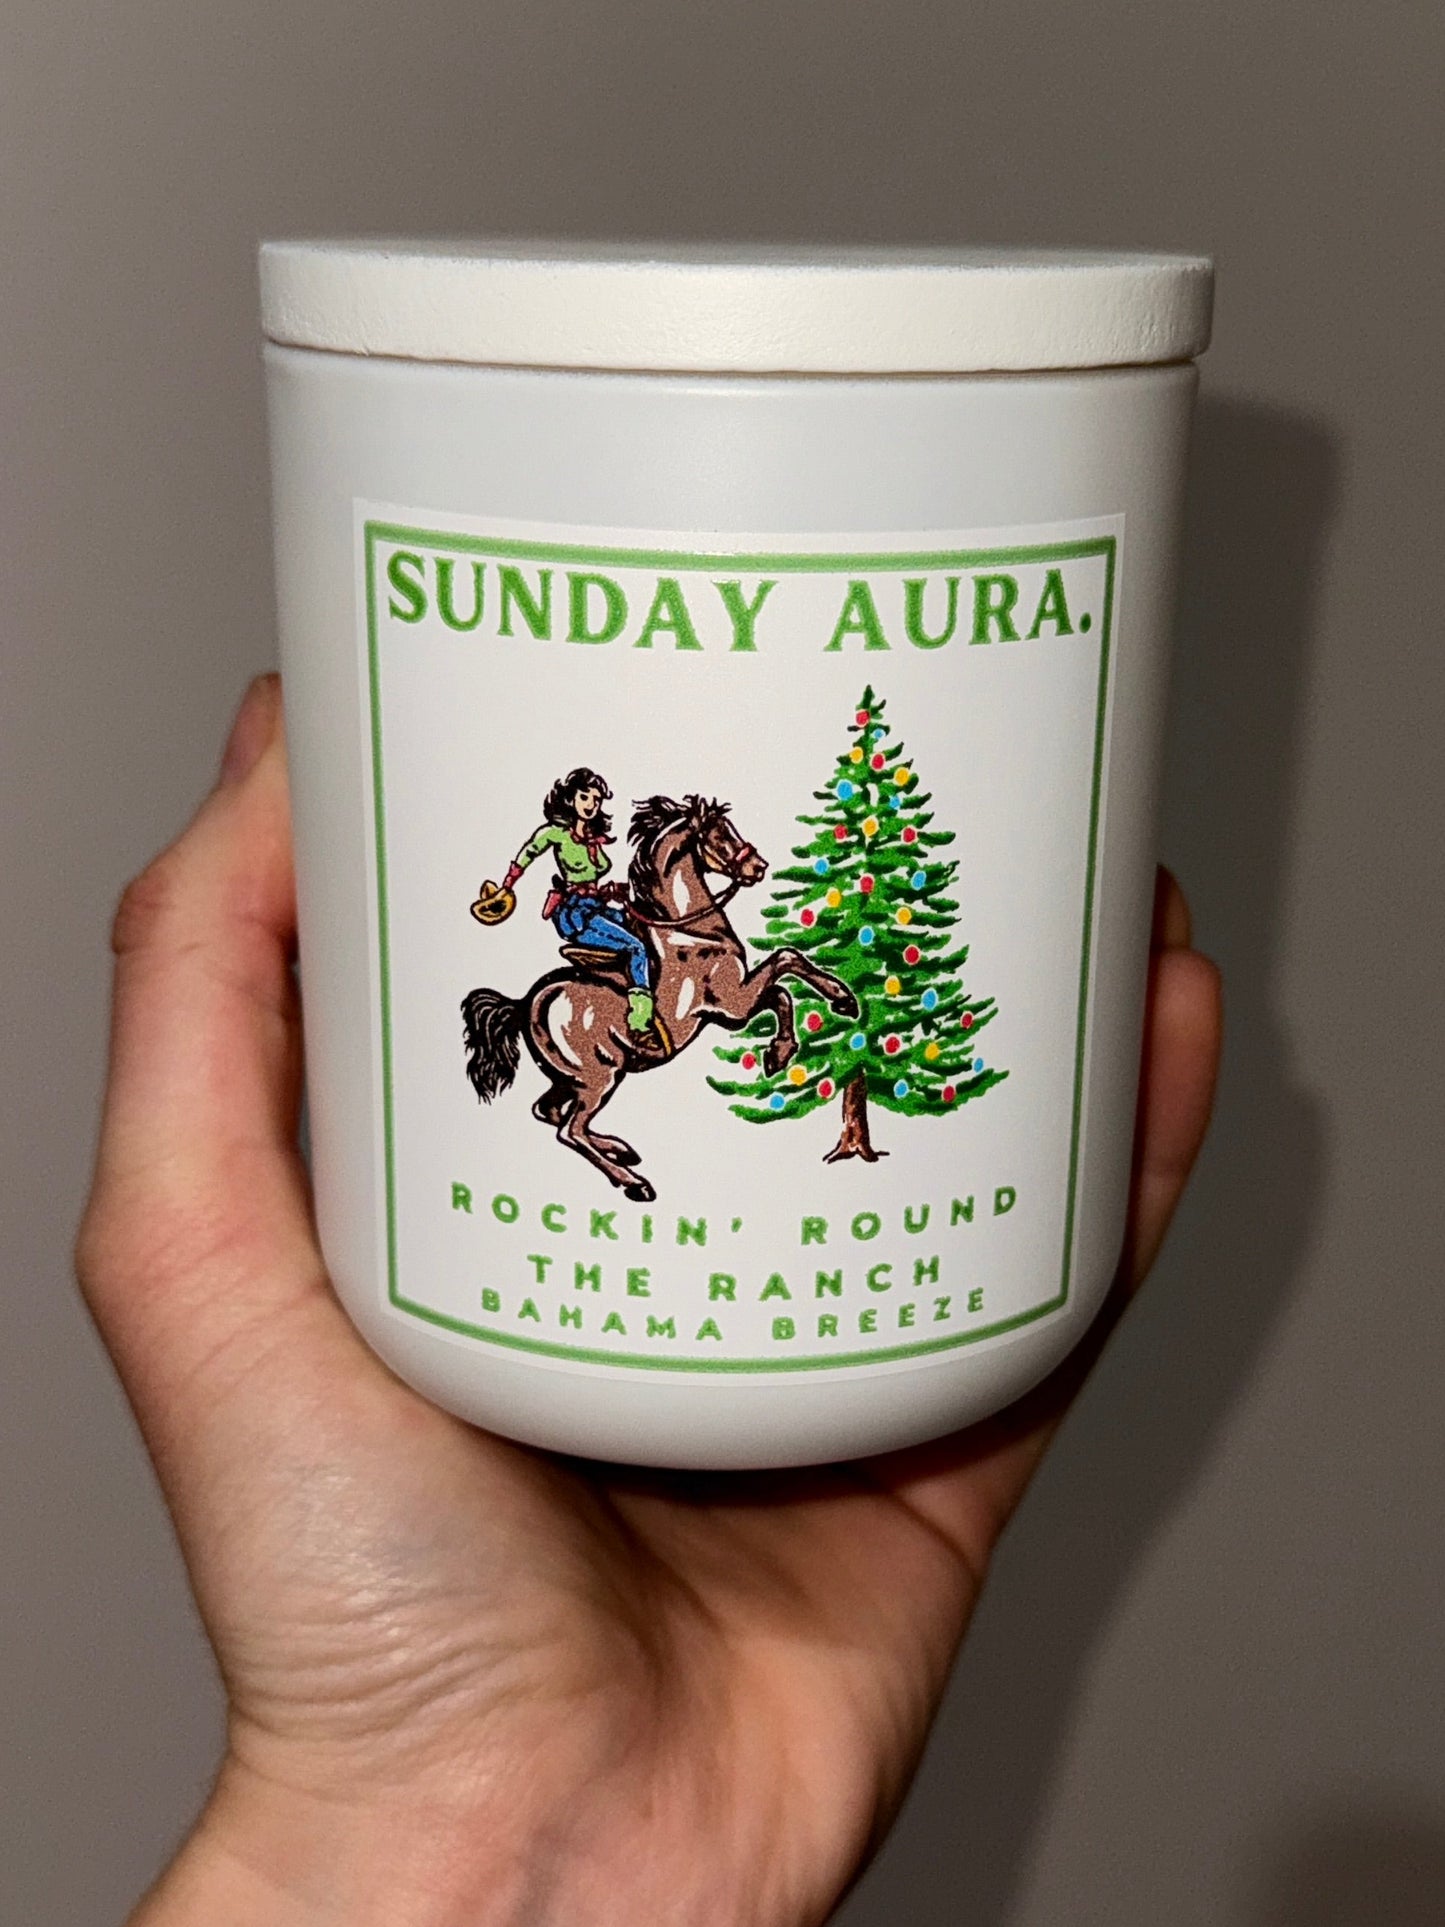 SUNDAY AURA.
ROCKIN' ROUND
THE RANCH
BAHAMA BREEZE